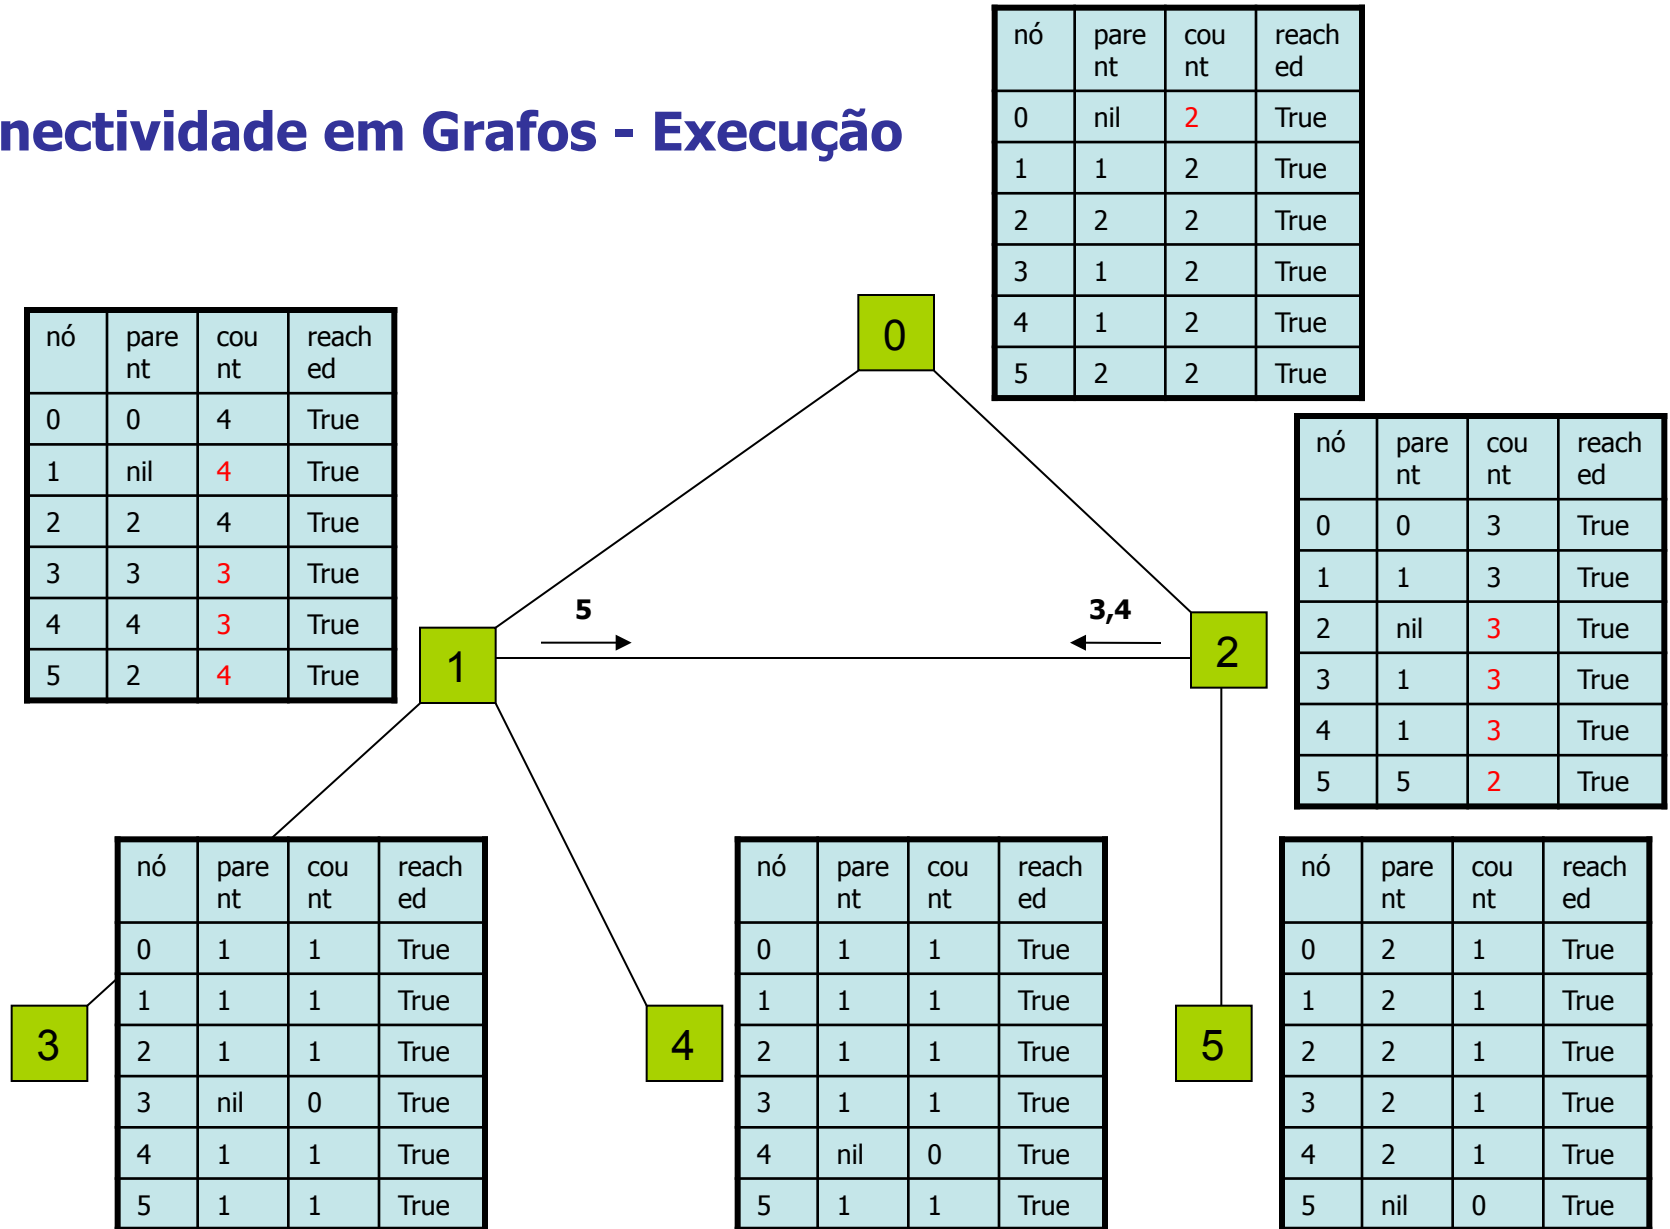 nectividade em Grafos - Execução
nó pare nt cou nt reach ed
0 nil 2 True
1 1 2 True
2 2 2 True
3 1 2 True
4 1 2 True
5 2 2 True
nó pare nt cou nt reach ed
0 0 4 True
1 nil 4 True
2 2 4 True
3 3 3 True
4 4 3 True
5 2 4 True
0
nó pare nt cou nt reach ed
0 0 3 True
1 1 3 True
2 nil 3 True
3 1 3 True
4 1 3 True
5 5 2 True
5
3,4
1
2
nó pare nt cou nt reach ed
0 1 1 True
1 1 1 True
2 1 1 True
3 nil 0 True
4 1 1 True
5 1 1 True
nó pare nt cou nt reach ed
0 1 1 True
1 1 1 True
2 1 1 True
3 1 1 True
4 nil 0 True
5 1 1 True
nó pare nt cou nt reach ed
0 2 1 True
1 2 1 True
2 2 1 True
3 2 1 True
4 2 1 True
5 nil 0 True
3
4
5